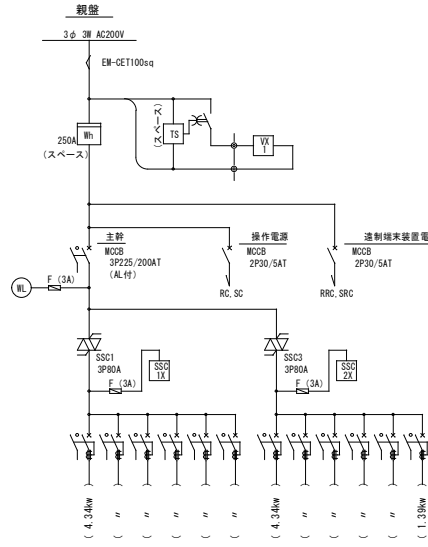 親盤
3φ 3W AC200V
EM-CET100sq
Wh
250A
(スペース)
(スペース)
TS
VX
1
主幹
MCCB
3P225/200AT
(AL付)
操作電源
MCCB
2P30/5AT
RC, SC
遠制端末装置電
MCCB
2P30/5AT
RRC, SRC
WL
F (3A)
SSC1
3P80A
F (3A)
SSC
1X
SSC3
3P80A
F (3A)
SSC
2X
( 4.34kw
( 〃
( 〃
( 〃
( 〃
( 〃
( 4.34kw
( 〃
( 〃
( 〃
( 〃
( 1.39kw